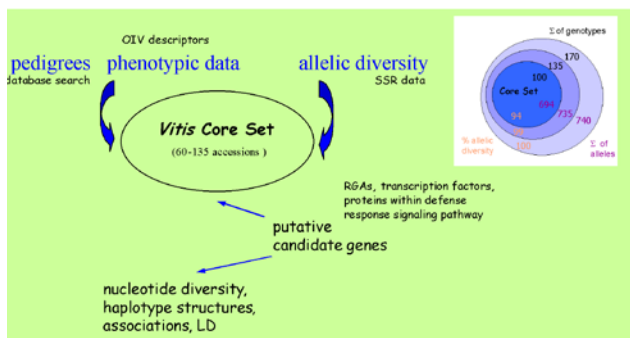 OIV descriptors
pedigrees phenotypic data allelic diversity
database search SSR data
Vitis Core Set
(60-135 accessions )
RGAs, transcription factors,
proteins within defense
response signaling pathway
putative
candidate genes
nucleotide diversity,
haplotype structures,
associations, LD
Σ of genotypes
170
135
100
Core Set
694
735
740
94
100
% allelic
diversity
Σ of
alleles